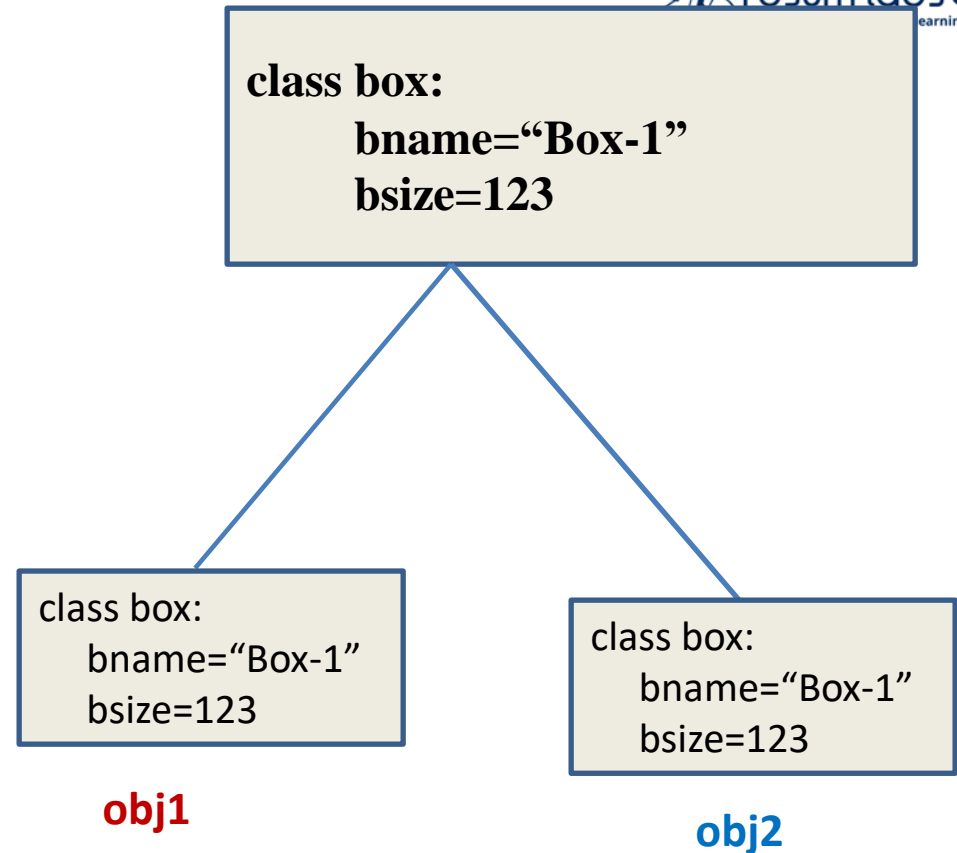 class box:
bname=“Box-1”
bsize=123
class box:
bname=“Box-1”
bsize=123
obj1
class box:
bname=“Box-1”
bsize=123
obj2